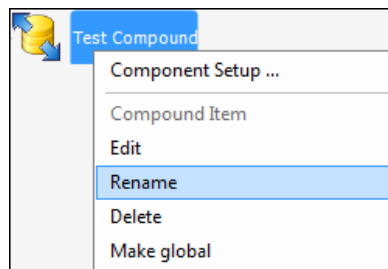 Test Compound
Component Setup ...
Compound Item
Edit
Rename
Delete
Make global